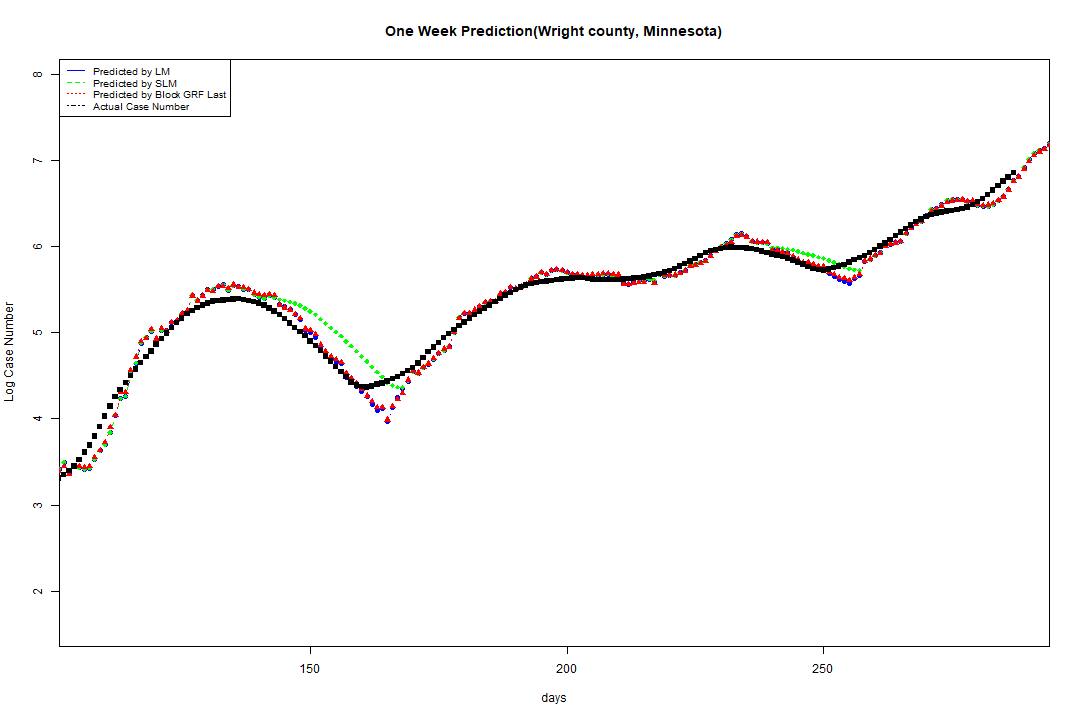 One Week Prediction(Wright county, Minnesota)
Predicted by LM
Predicted by SLM
Predicted by Block GRF Last
Actual Case Number
8
7
6
5
4
3
2
Log Case Number
150 200 250
days